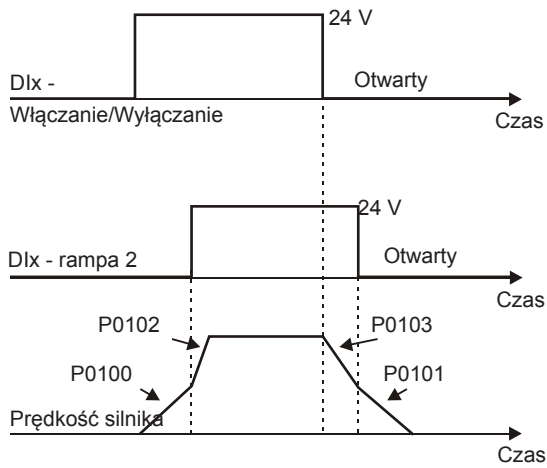 24 V
DIx -
Włączanie/Wyłączanie
Otwarty
Czas
24 V
DIx - rampa 2
Otwarty
Czas
P0102
P0103
P0100
P0101
Prędkość silnika
Czas